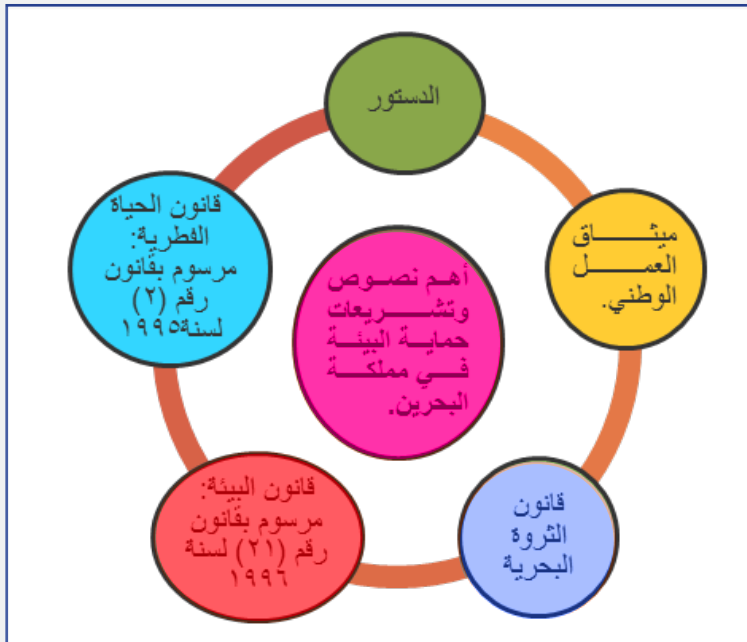 الدستور
ميثاق
العمل
الوطني.
قانون
الثروة
البحرية
قانون البيئة:
مرسوم بقانون
رقم (٢١) لسنة
١٩٩٦
قانون الحياة
الفطرية:
مرسوم بقانون
رقم (٢)
لسنة١٩٩٥
أهم نصوص
وتشريعات
حماية البيئة
في مملكة
البحرين.